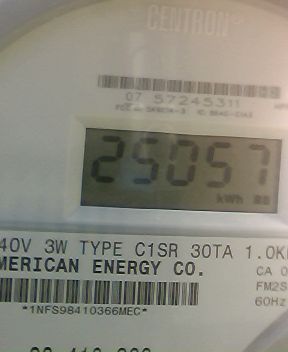 CENTRON®
07 57245311
25057
kWh
40V 3W TYPE C1SR 30TA 1.0K
MERICAN ENERGY CO.
CA 0
FM2S
60Hz
*1NFS98410366MEC*